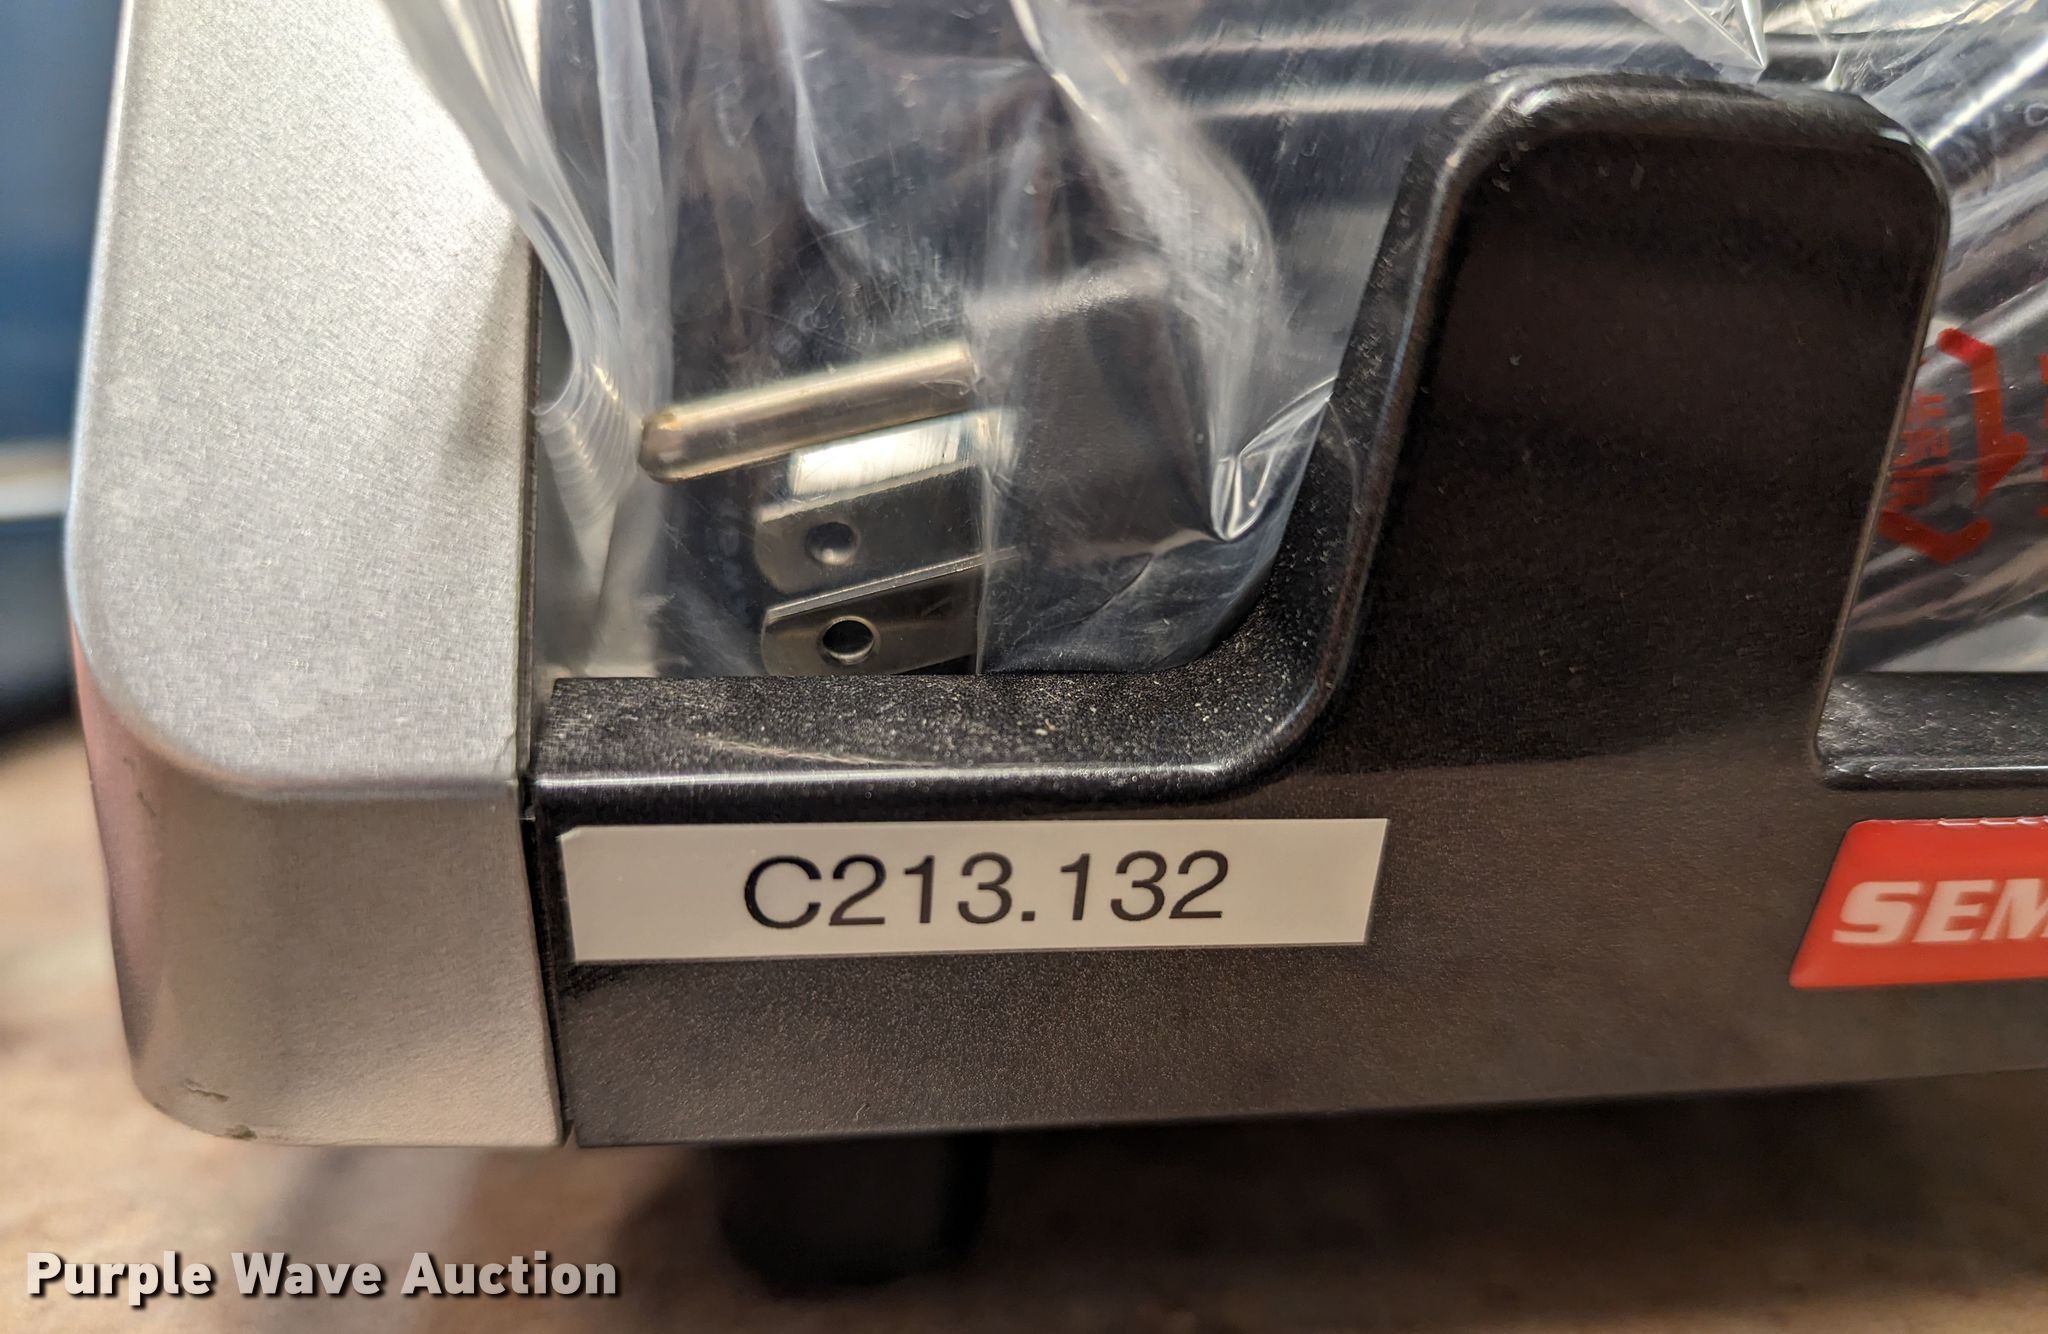 C213.132
SEM
Purple Wave Auction